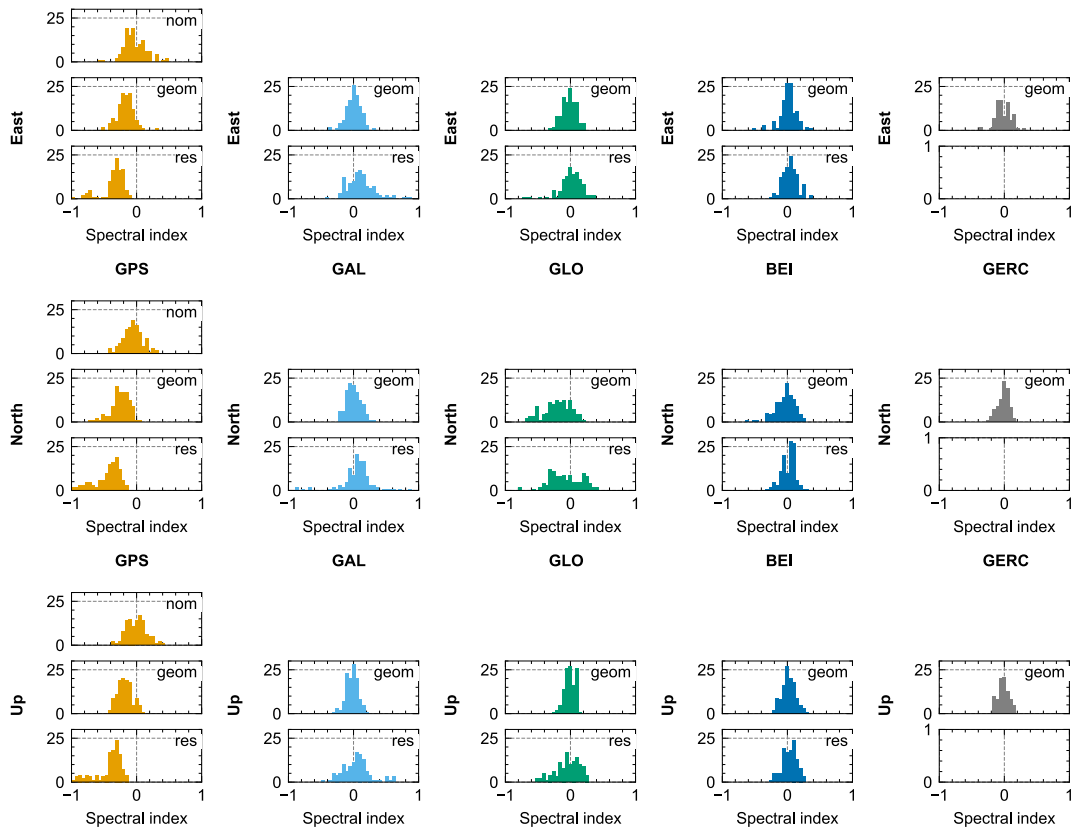 25
nom
0
25 geom 25 geom 25 geom 25 geom 25 geom
0 0 0 0 0
East East East East East
25 res 25 res 25 res 25 res 1
0 0 0 0 0
−1 0 1 −1 0 1 −1 0 1 −1 0 1 −1 0 1
Spectral index Spectral index Spectral index Spectral index Spectral index
GPS GAL GLO BEI GERC
25
nom
0
25 geom 25 geom 25 geom 25 geom 25 geom
0 0 0 0 0
North North North North North
25 res 25 res 25 res 25 res 1
0 0 0 0 0
−1 0 1 −1 0 1 −1 0 1 −1 0 1 −1 0 1
Spectral index Spectral index Spectral index Spectral index Spectral index
GPS GAL GLO BEI GERC
25
nom
0
25 geom 25 geom 25 geom 25 geom 25 geom
0 0 0 0 0
Up Up Up Up Up
25 res 25 res 25 res 25 res 1
0 0 0 0 0
−1 0 1 −1 0 1 −1 0 1 −1 0 1 −1 0 1
Spectral index Spectral index Spectral index Spectral index Spectral index